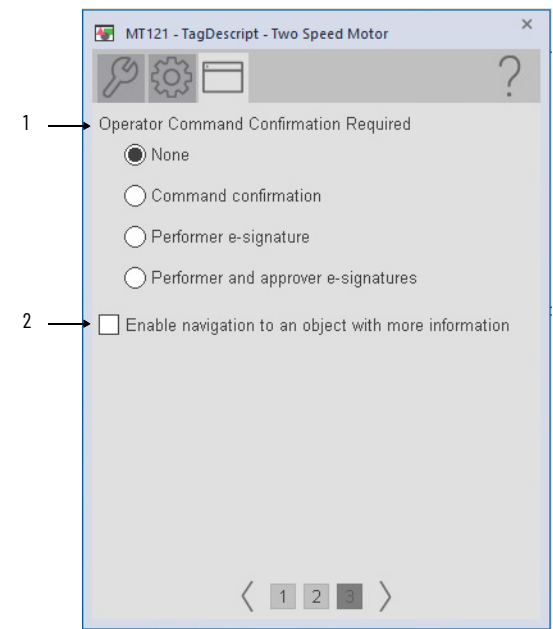 MT121 - TagDescript - Two Speed Motor
?
1 Operator Command Confirmation Required
None
Command confirmation
Performer e-signature
Performer and approver e-signatures
2 Enable navigation to an object with more information
1 2 3